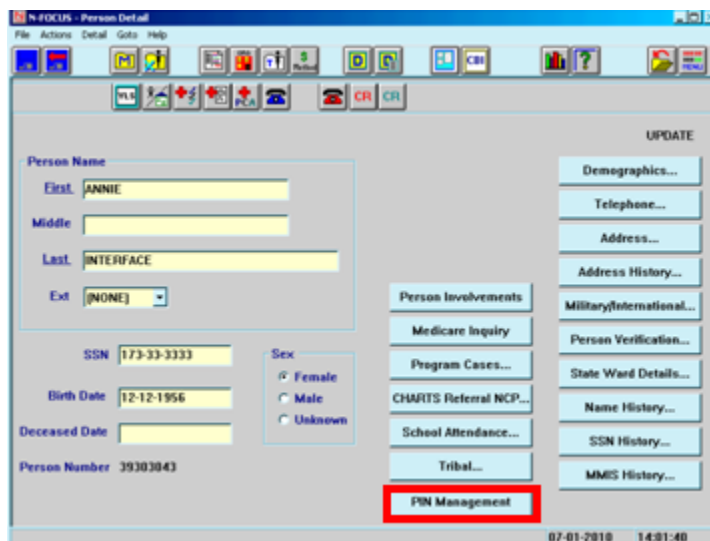 N-FOCUS - Person Detail
File Actions Detail Goto Help
M
D
CBI
?
MENU
VLS
PCA
CR
CR
UPDATE
Person Name
First ANNIE
Middle
Last INTERFACE
Ext (NONE)
SSN 173-33-3333
Birth Date 12-12-1956
Deceased Date
Person Number 39303043
Sex
Female
Male
Unknown
Person Involvements
Medicare Inquiry
Program Cases...
CHARTS Referral NCP...
School Attendance...
Tribal...
PIN Management
Demographics...
Telephone...
Address...
Address History...
Military/International...
Person Verification...
State Ward Details...
Name History...
SSN History...
MMIS History...
07-01-2010 14:01:40